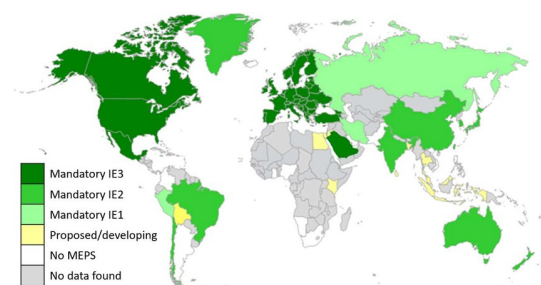 Mandatory IE3
Mandatory IE2
Mandatory IE1
Proposed/developing
No MEPS
No data found